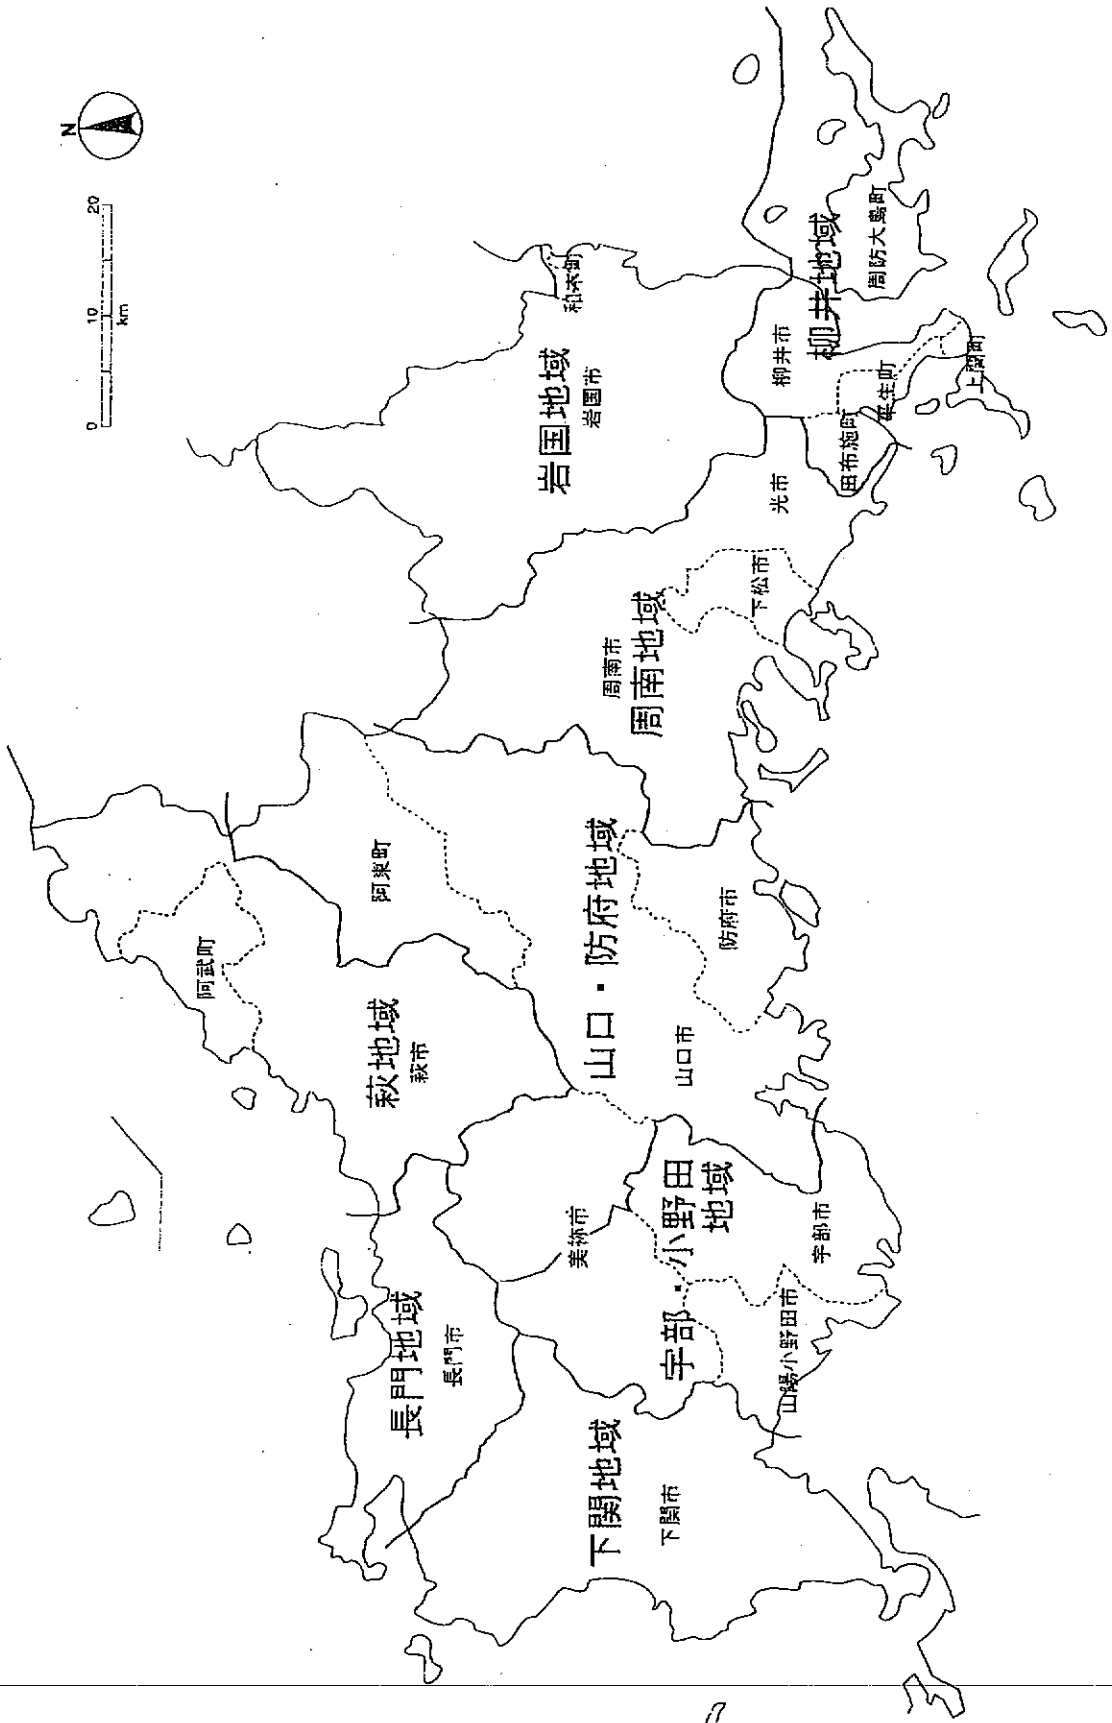 N
0 10 20
km
阿武町
萩地域
萩市
阿東町
長門地域
長門市
岩国地域
岩国市
和木町
周南市
周南地域
下松市
光市
山口・防府地域
山口市
防府市
美祢市
宇部・小野田
地域
宇部市
山陽小野田市
下関地域
下関市
柳井市
柳井地域
周防大島町
田布施町
平生町
上関町